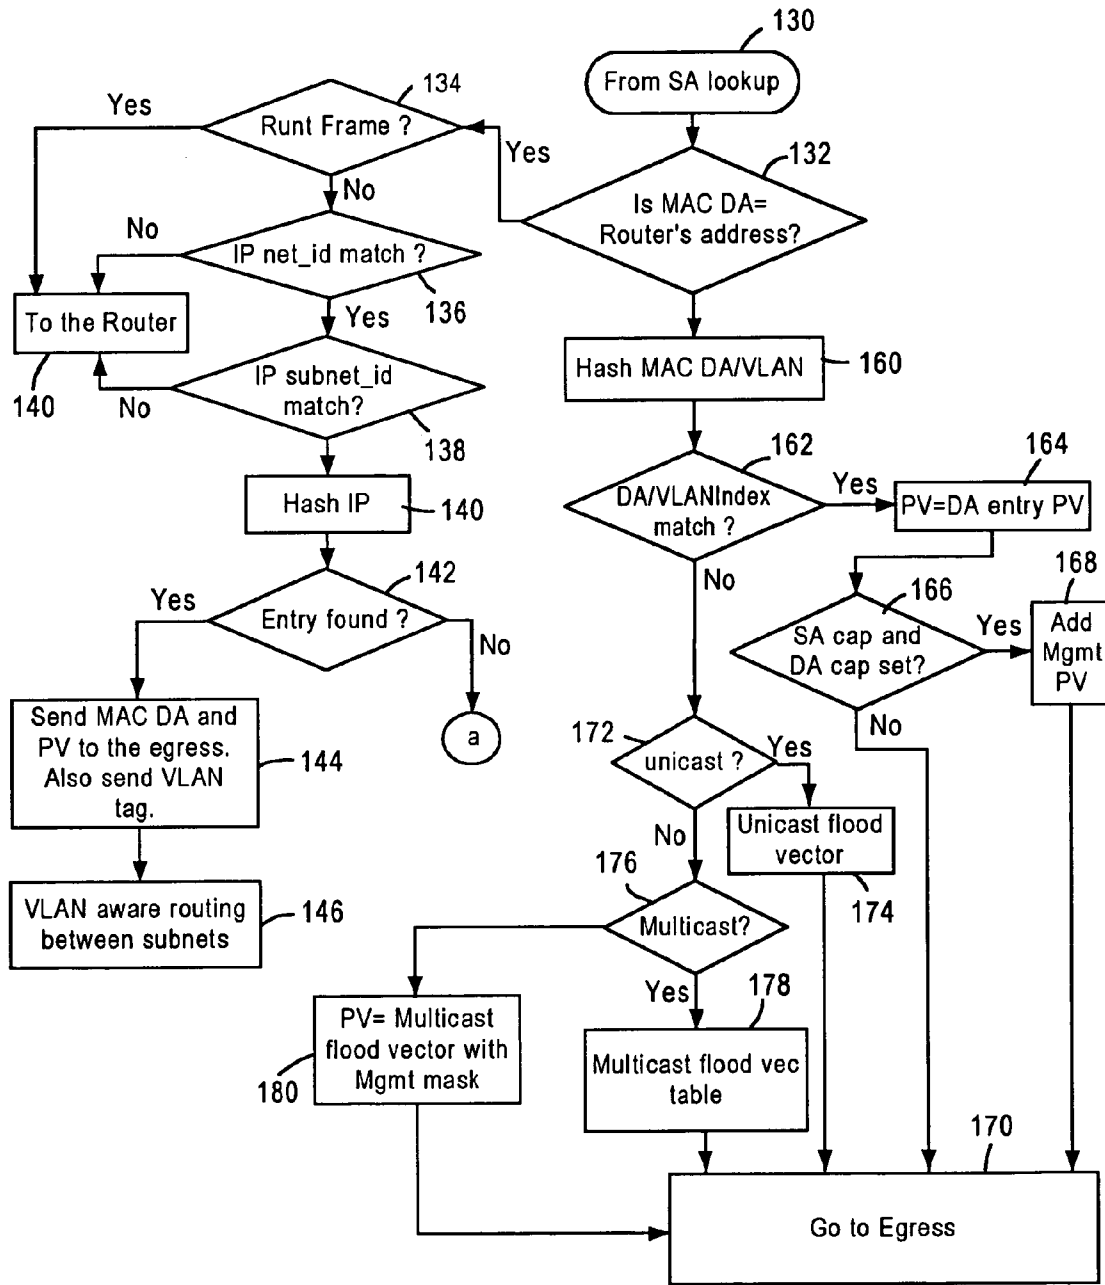 130
From SA lookup
134
Yes
Runt Frame ?
Yes
132
Is MAC DA=
Router's address?
No
No
IP net_id match ?
136
To the Router
Yes
140
No
IP subnet_id
match?
138
Hash MAC DA/VLAN
160
Hash IP
140
162
DA/VLANIndex
match ?
Yes
164
PV=DA entry PV
No
142
Yes
Entry found ?
No
a
166
SA cap and
DA cap set?
Yes
168
Add
Mgmt
PV
No
Send MAC DA and
PV to the egress.
Also send VLAN
tag.
144
172
unicast ?
Yes
No
Unicast flood
vector
174
VLAN aware routing
between subnets
146
176
Multicast?
Yes
178
PV= Multicast
flood vector with
Mgmt mask
180
Multicast flood vec
table
170
Go to Egress